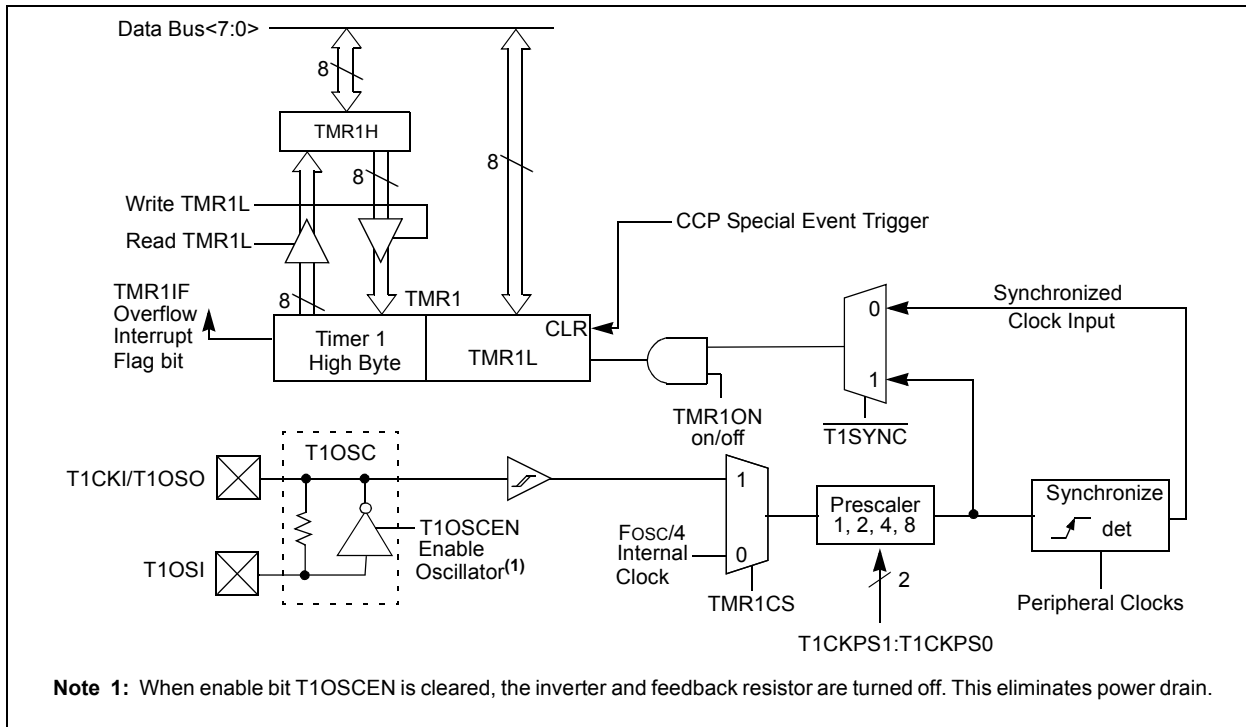 Data Bus<7:0>
8
TMR1H
8
8
Write TMR1L
CCP Special Event Trigger
Read TMR1L
TMR1IF
Overflow
Interrupt
Flag bit
8
TMR1
CLR
Timer 1
High Byte
TMR1L
0
1
Synchronized
Clock Input
TMR1ON
on/off
T1SYNC
T1OSC
T1CKI/T1OSO
1
Prescaler
1, 2, 4, 8
Synchronize
det
T1OSCEN
Enable
Oscillator(1)
FOSC/4
Internal
Clock
0
T1OSI
TMR1CS
2
Peripheral Clocks
T1CKPS1:T1CKPS0
Note 1: When enable bit T1OSCEN is cleared, the inverter and feedback resistor are turned off. This eliminates power drain.